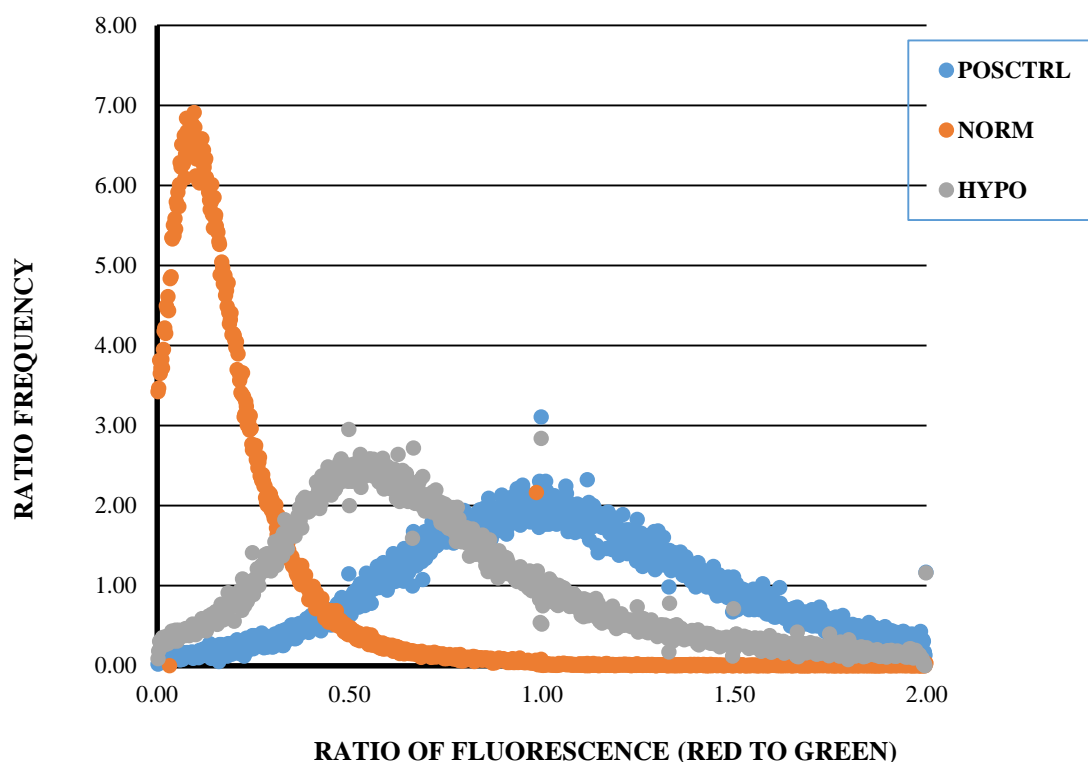 8.00
7.00
6.00
5.00
4.00
3.00
2.00
1.00
0.00
RATIO FREQUENCY
0.00 0.50 1.00 1.50 2.00
RATIO OF FLUORESCENCE (RED TO GREEN)
POSCTRL
NORM
HYPO